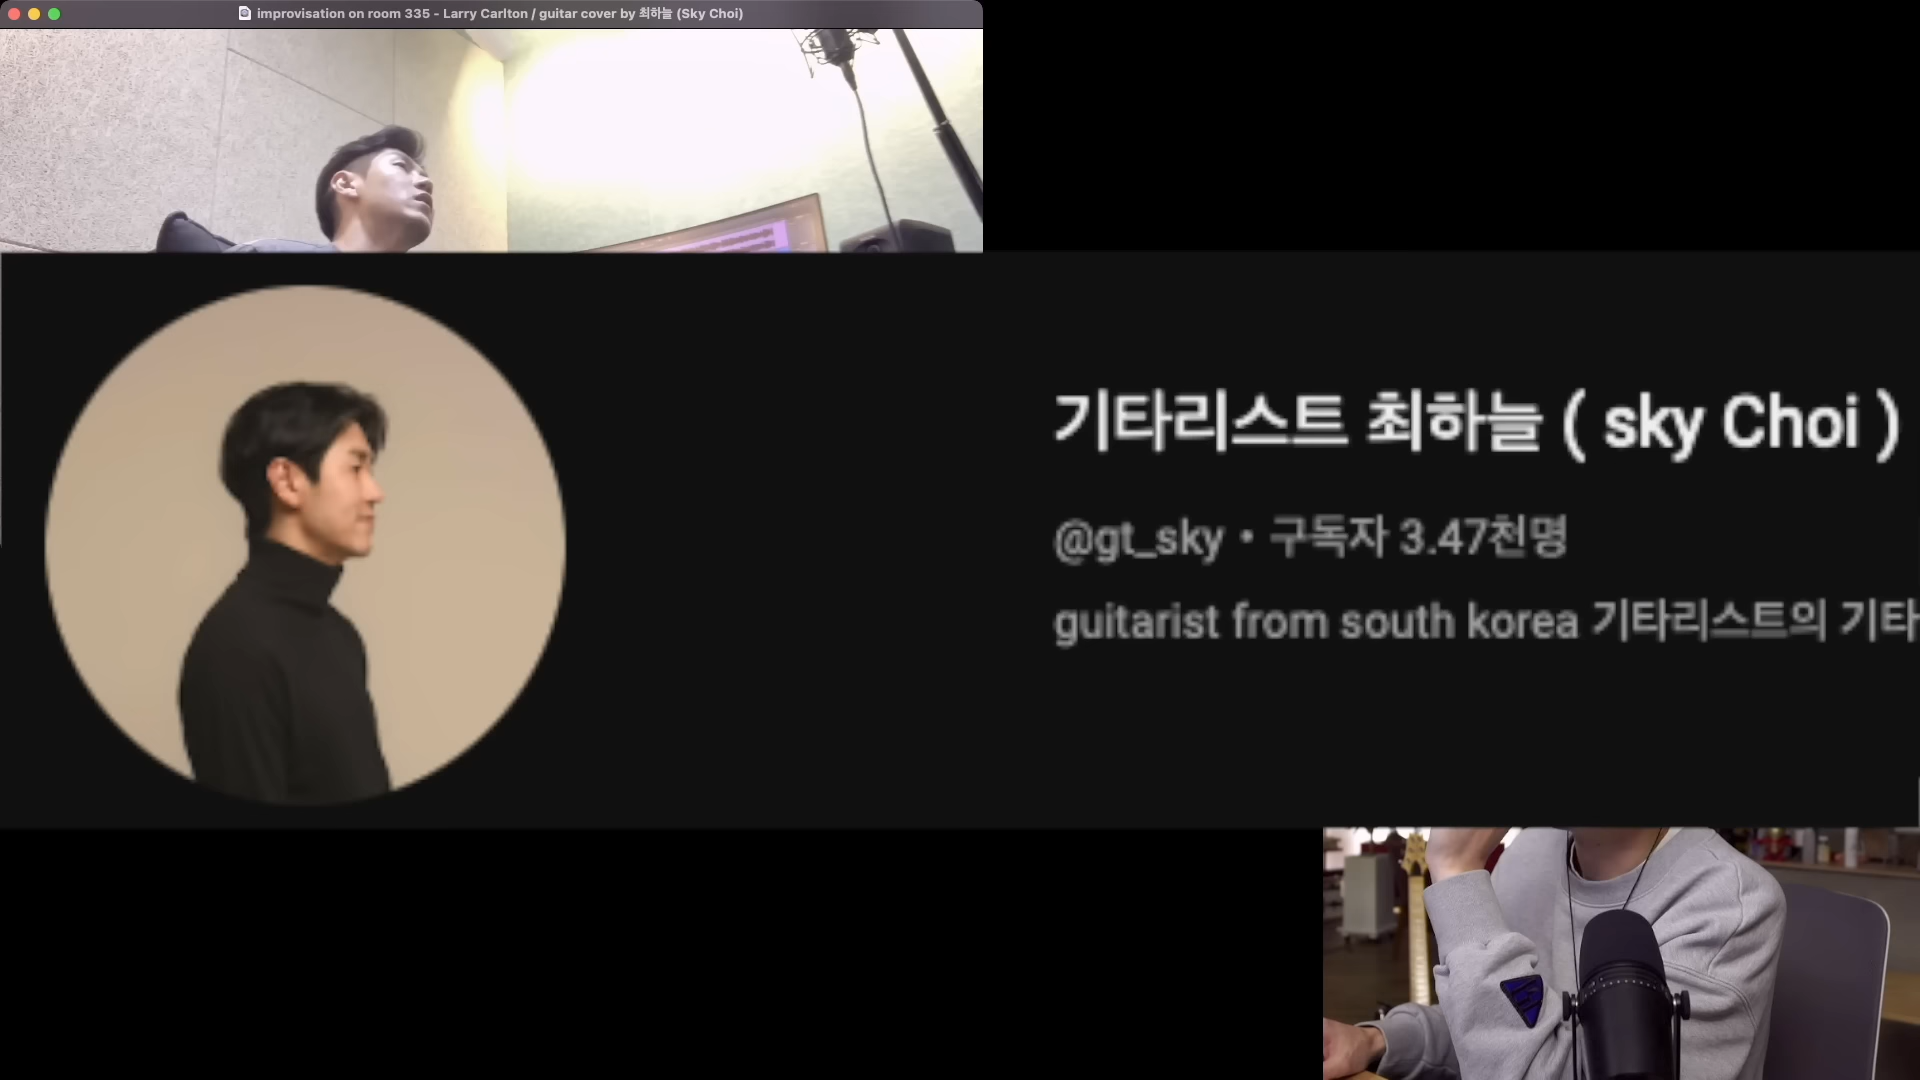 improvisation on room 335 - Larry Carlton / guitar cover by 최하늘 (Sky Choi)
기타리스트 최하늘 ( sky Choi )
@gt_sky • 구독자 3.47천명
guitarist from south korea 기타리스트의 기타